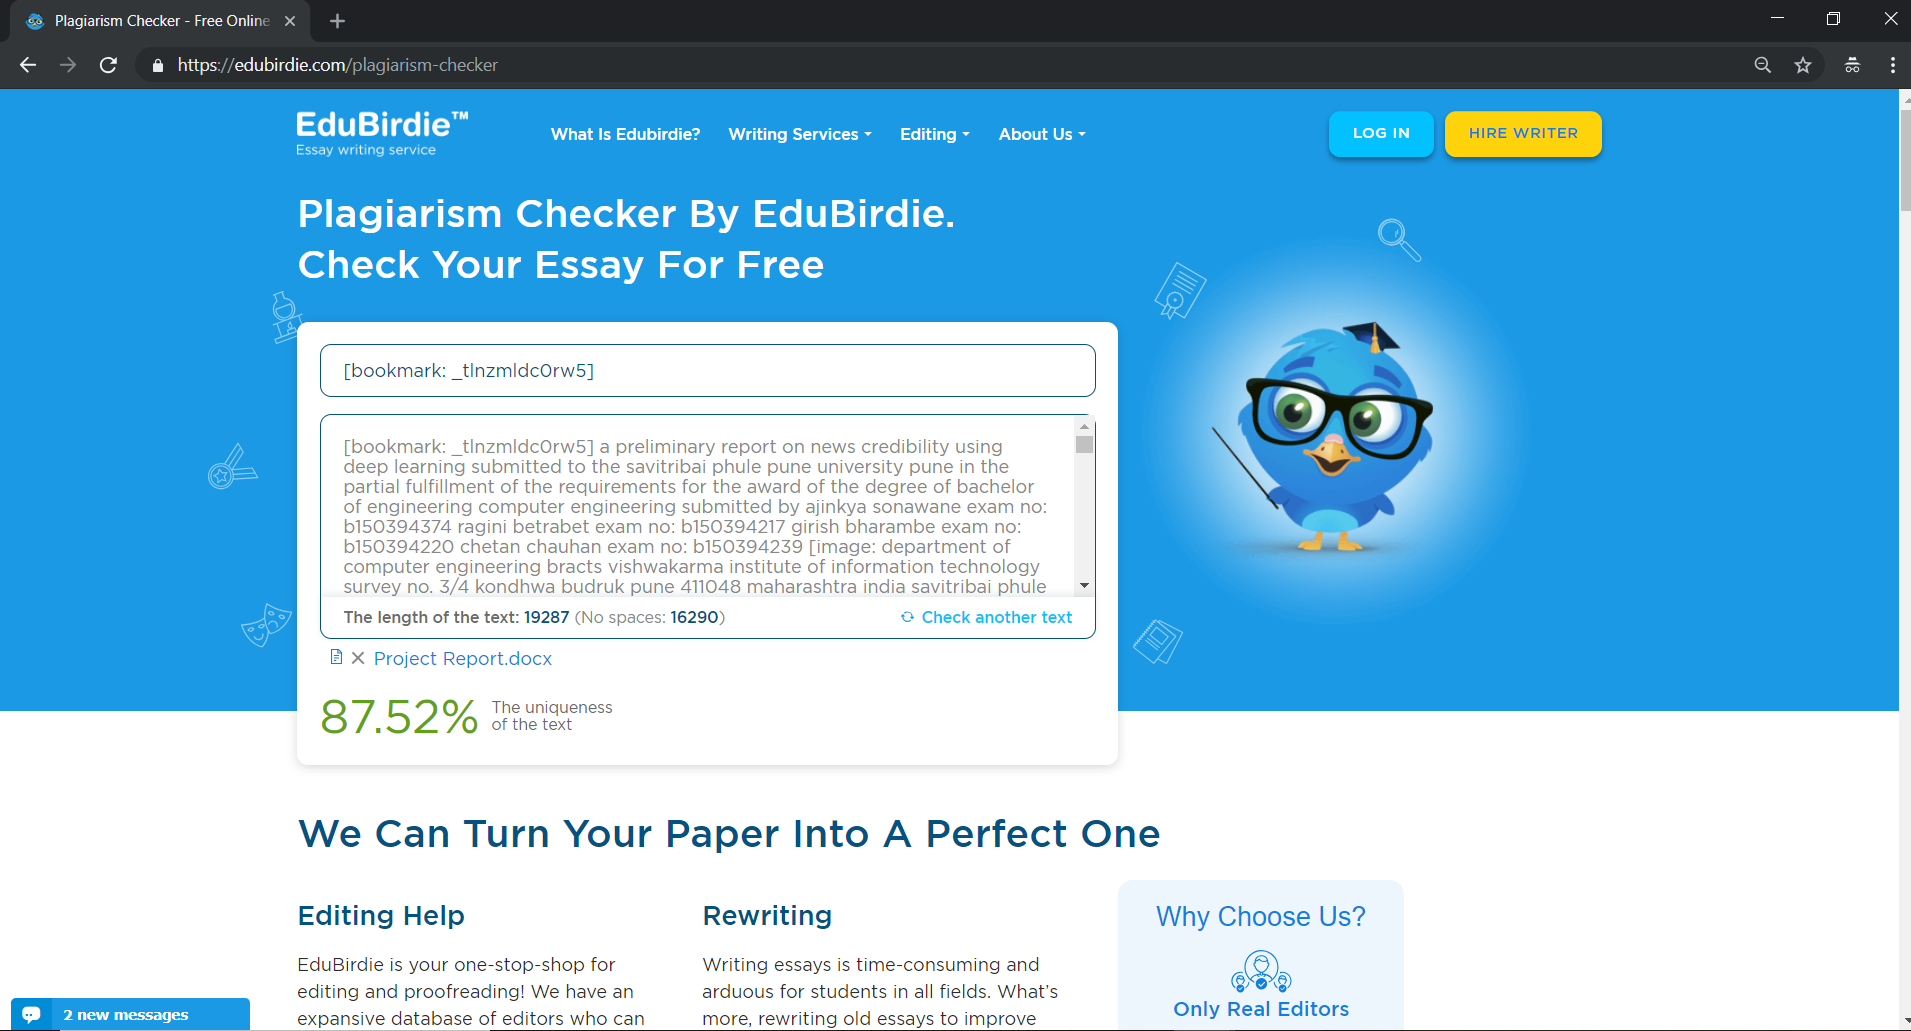 Plagiarism Checker - Free Online
https://edubirdie.com/plagiarism-checker
EduBirdie™
Essay writing service
What Is Edubirdie?
Writing Services
Editing
About Us
LOG IN
HIRE WRITER
Plagiarism Checker By EduBirdie.
Check Your Essay For Free
[bookmark: _tlnzmldc0rw5]
[bookmark: _tlnzmldc0rw5] a preliminary report on news credibility using
deep learning submitted to the savitribai phule pune university pune in the
partial fulfillment of the requirements for the award of the degree of bachelor
of engineering computer engineering submitted by ajinkya sonawane exam no:
b150394374 ragini betrabet exam no: b150394217 girish bharambe exam no:
b150394220 chetan chauhan exam no: b150394239 [image: department of
computer engineering bracts vishwakarma institute of information technology
survey no. 3/4 kondhwa budruk pune 411048 maharashtra india savitribai phule
The length of the text: 19287 (No spaces: 16290)
Check another text
Project Report.docx
87.52%
The uniqueness
of the text
We Can Turn Your Paper Into A Perfect One
Editing Help
EduBirdie is your one-stop-shop for
editing and proofreading! We have an
expansive database of editors who can
Rewriting
Writing essays is time-consuming and
arduous for students in all fields. What's
more, rewriting old essays to improve
Why Choose Us?
Only Real Editors
2 new messages